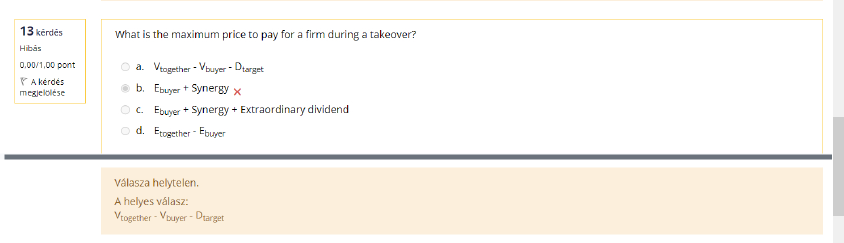 13 kérdés
Hibás
0,00/1,00 pont
A kérdés
megjelölése
What is the maximum price to pay for a firm during a takeover?
a. Vtogether - Vbuyer - Dtarget
b. Ebuyer + Synergy
c. Ebuyer + Synergy + Extraordinary dividend
d. Etogether - Ebuyer
Válasza helytelen.
A helyes válasz:
Vtogether - Vbuyer - Dtarget